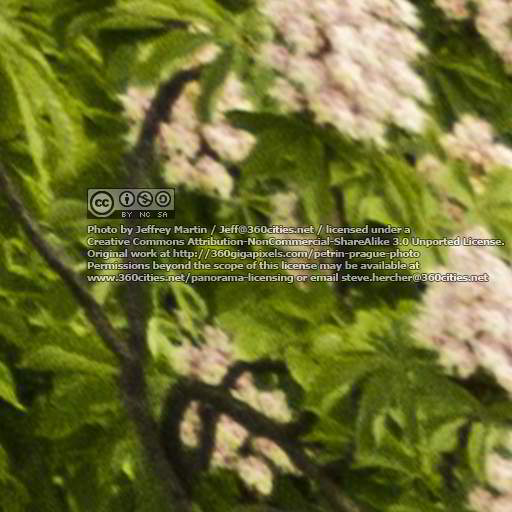 cc
BY NC SA
Photo by Jeffrey Martin / Jeff@360cities.net / licensed under a
Creative Commons Attribution-NonCommercial-ShareAlike 3.0 Unported License.
Original work at http://360gigapixels.com/petrin-prague-photo
Permissions beyond the scope of this license may be available at
www.360cities.net/panorama-licensing or email steve.hercher@360cities.net